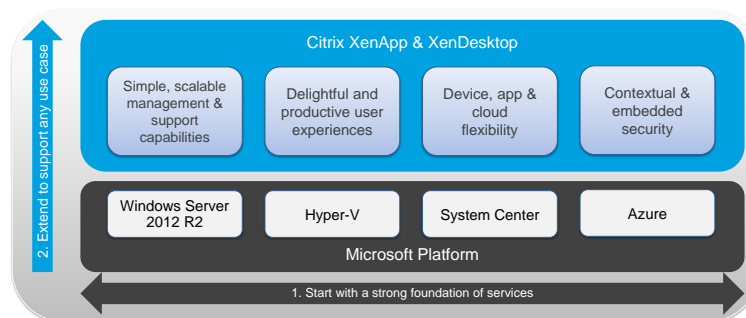 2. Extend to support any use case
Citrix XenApp & XenDesktop
Simple, scalable
management &
support
capabilities
Delightful and
productive user
experiences
Device, app &
cloud
flexibility
Contextual &
embedded
security
Windows Server
2012 R2
Hyper-V
System Center
Azure
Microsoft Platform
1. Start with a strong foundation of services